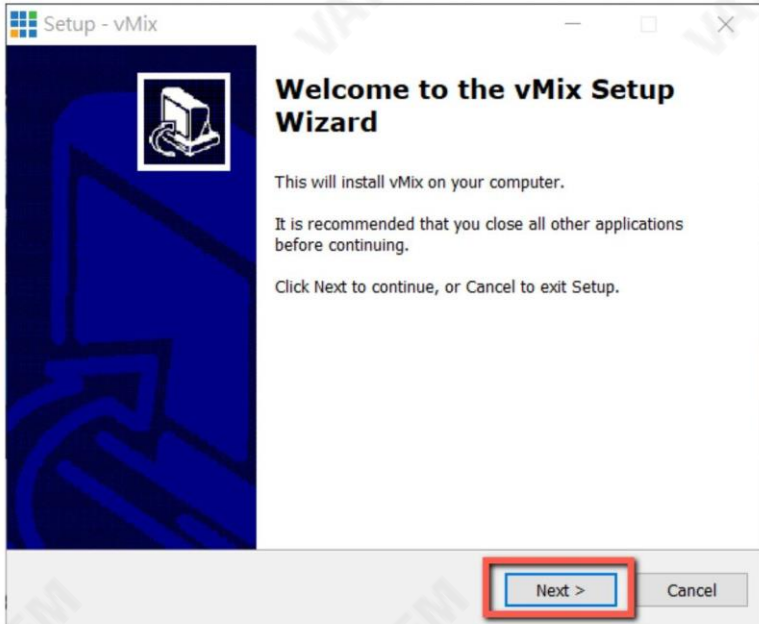 Setup - vMix
Welcome to the vMix Setup
Wizard
This will install vMix on your computer.
It is recommended that you close all other applications
before continuing.
Click Next to continue, or Cancel to exit Setup.
Next >
Cancel